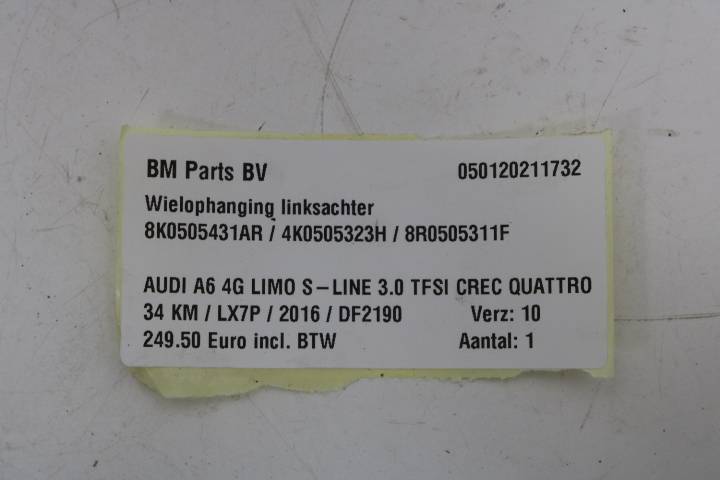 BM Parts BV 050120211732
Wielophanging linksachter
8K0505431AR / 4K0505323H / 8R0505311F
AUDI A6 4G LIMO S-LINE 3.0 TFSI CREC QUATTRO
34 KM / LX7P / 2016 / DF2190 Verz: 10
249.50 Euro incl. BTW Aantal: 1